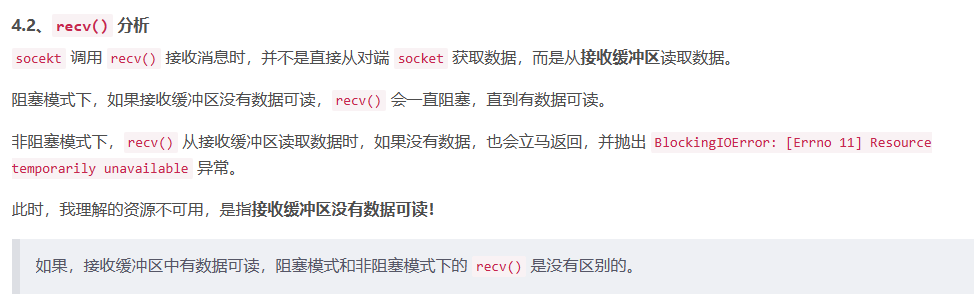 4.2、recv() 分析
socekt 调用 recv() 接收消息时，并不是直接从对端 socket 获取数据，而是从接收缓冲区读取数据。
阻塞模式下，如果接收缓冲区没有数据可读，recv() 会一直阻塞，直到有数据可读。
非阻塞模式下，recv() 从接收缓冲区读取数据时，如果没有数据，也会立马返回，并抛出 BlockingIOError: [Errno 11] Resource
temporarily unavailable 异常。
此时，我理解的资源不可用，是指接收缓冲区没有数据可读！
如果，接收缓冲区中有数据可读，阻塞模式和非阻塞模式下的 recv() 是没有区别的。